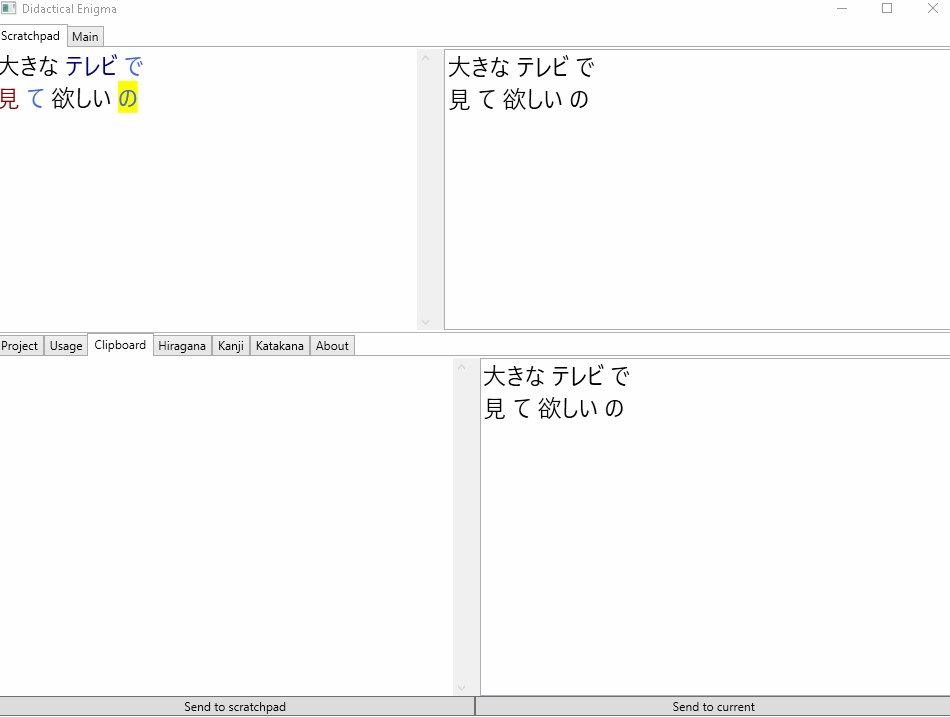 Didactical Enigma
Scratchpad Main
大きな テレビ で
見 て 欲しい の
大きな テレビ で
見 て 欲しい の
Project Usage Clipboard Hiragana Kanji Katakana About
大きな テレビ で
見 て 欲しい の
Send to scratchpad Send to current